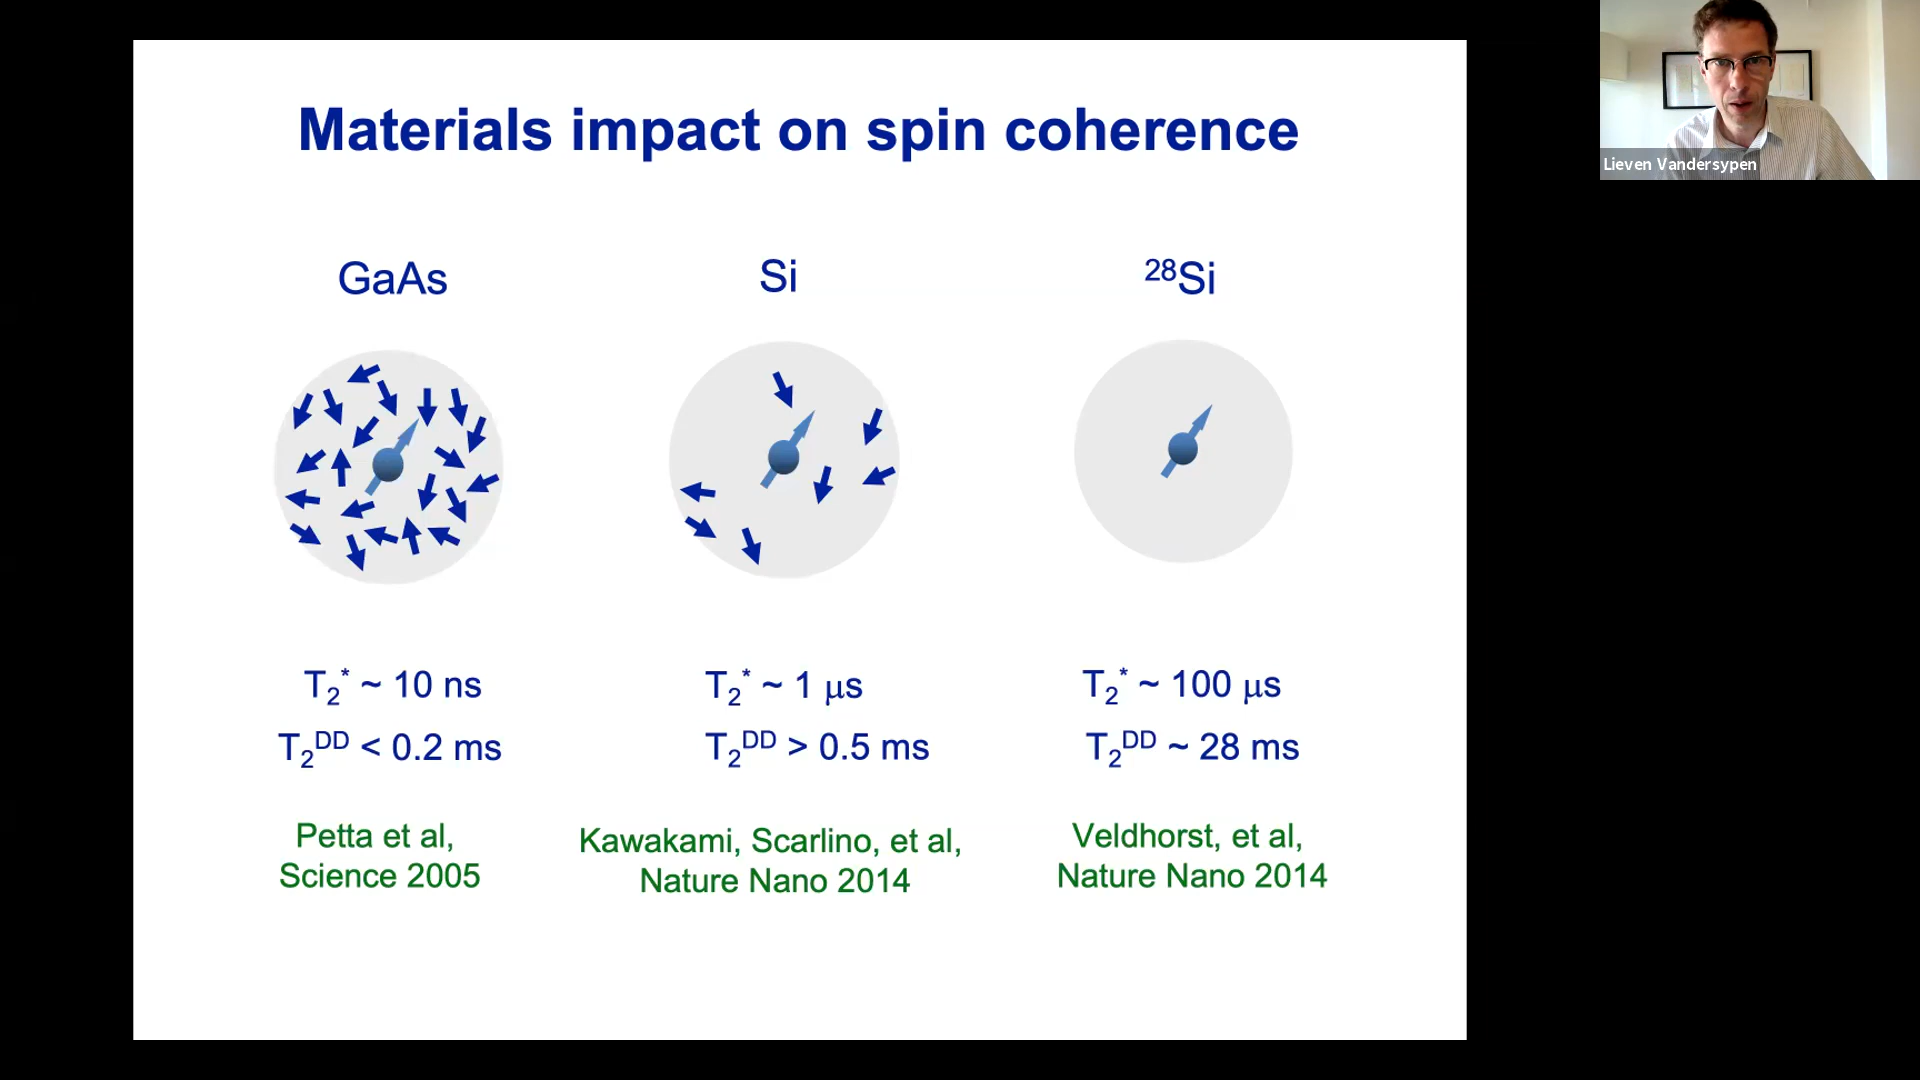 Materials impact on spin coherence
GaAs
Si
²⁸Si
T₂* ~ 10 ns
T₂ᴰᴰ < 0.2 ms
T₂* ~ 1 μs
T₂ᴰᴰ > 0.5 ms
T₂* ~ 100 μs
T₂ᴰᴰ ~ 28 ms
Petta et al,
Science 2005
Kawakami, Scarlino, et al,
Nature Nano 2014
Veldhorst, et al,
Nature Nano 2014
Lieven Vandersypen